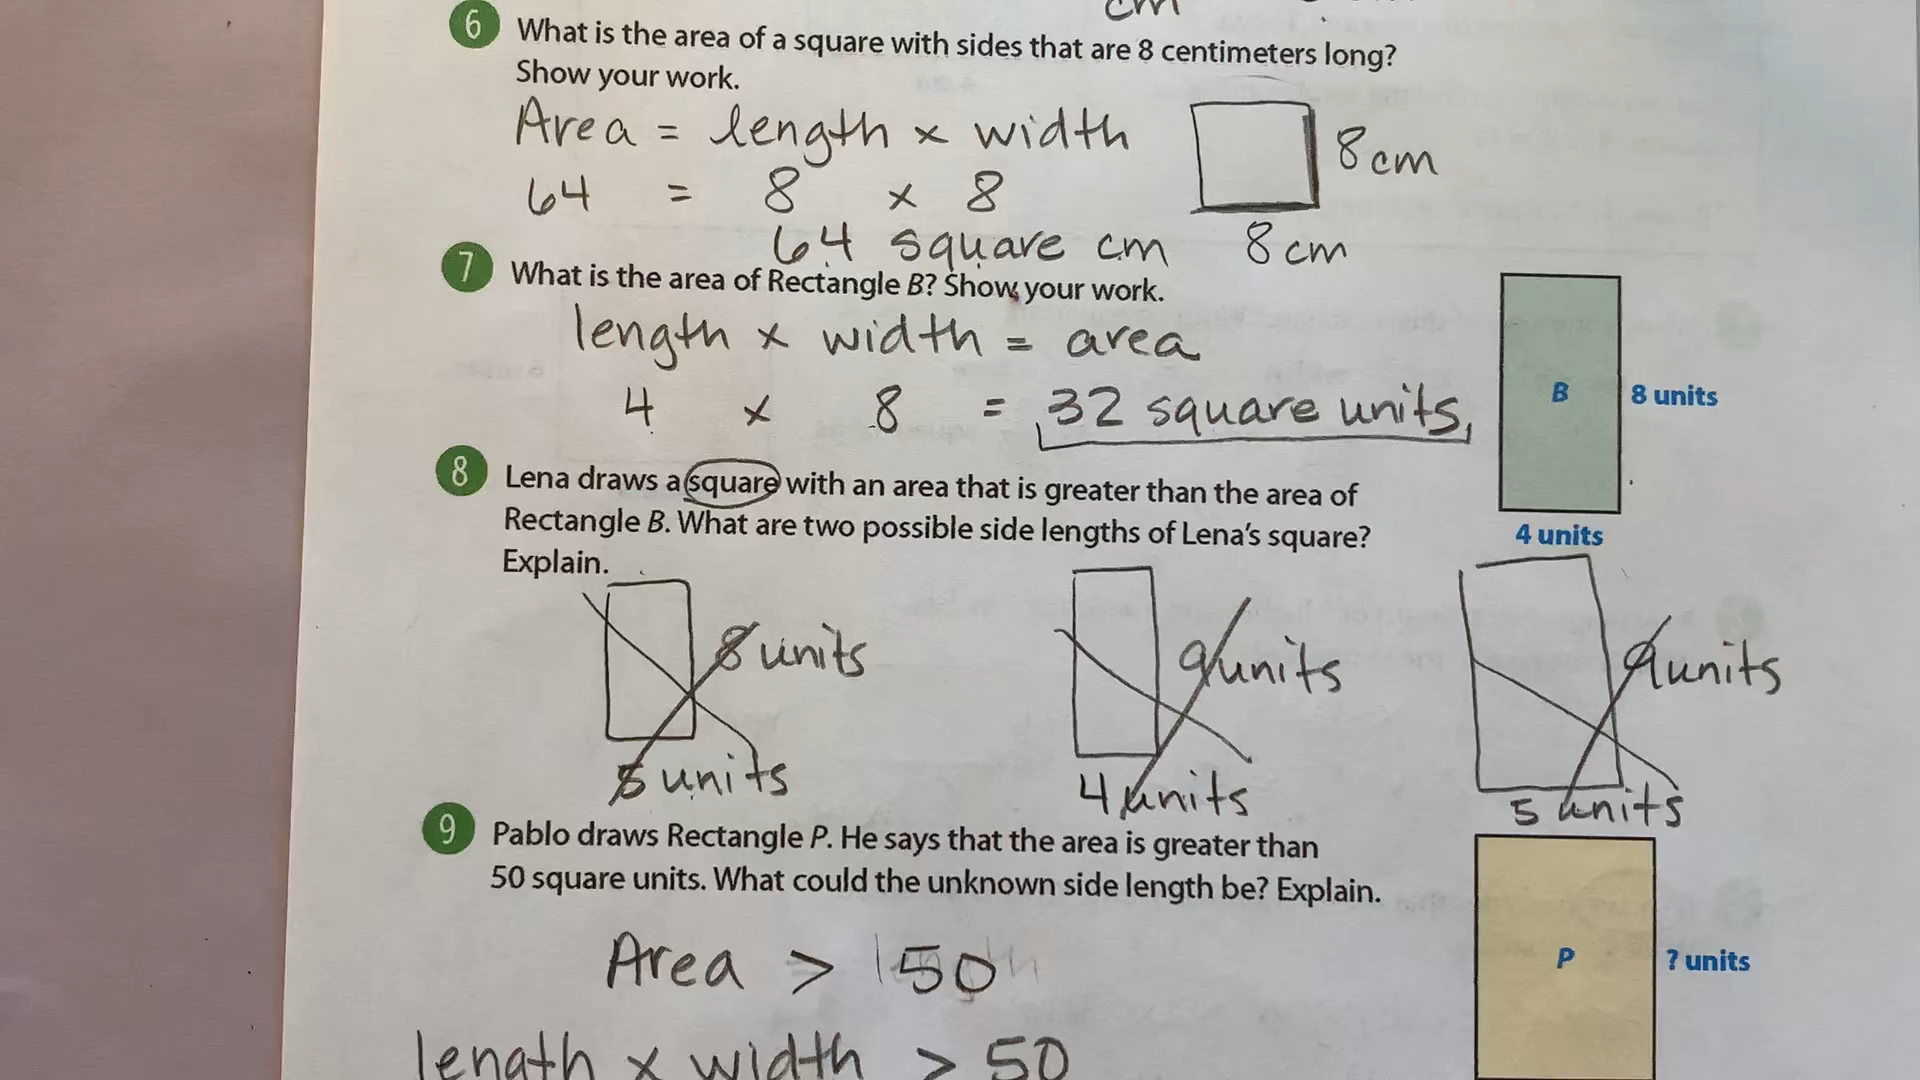 cm
6 What is the area of a square with sides that are 8 centimeters long?
Show your work.
Area = length x width
8cm
64 = 8 x 8
64 square cm
8cm
7 What is the area of Rectangle B? Show your work.
length x width = area
4 x 8 = 32 square units
B
8 units
4 units
8 Lena draws a square with an area that is greater than the area of
Rectangle B. What are two possible side lengths of Lena's square?
Explain.
8 units
9 units
9 units
5 units
4 units
5 units
9 Pablo draws Rectangle P. He says that the area is greater than
50 square units. What could the unknown side length be? Explain.
Area > 50
P
? units
length x width > 50